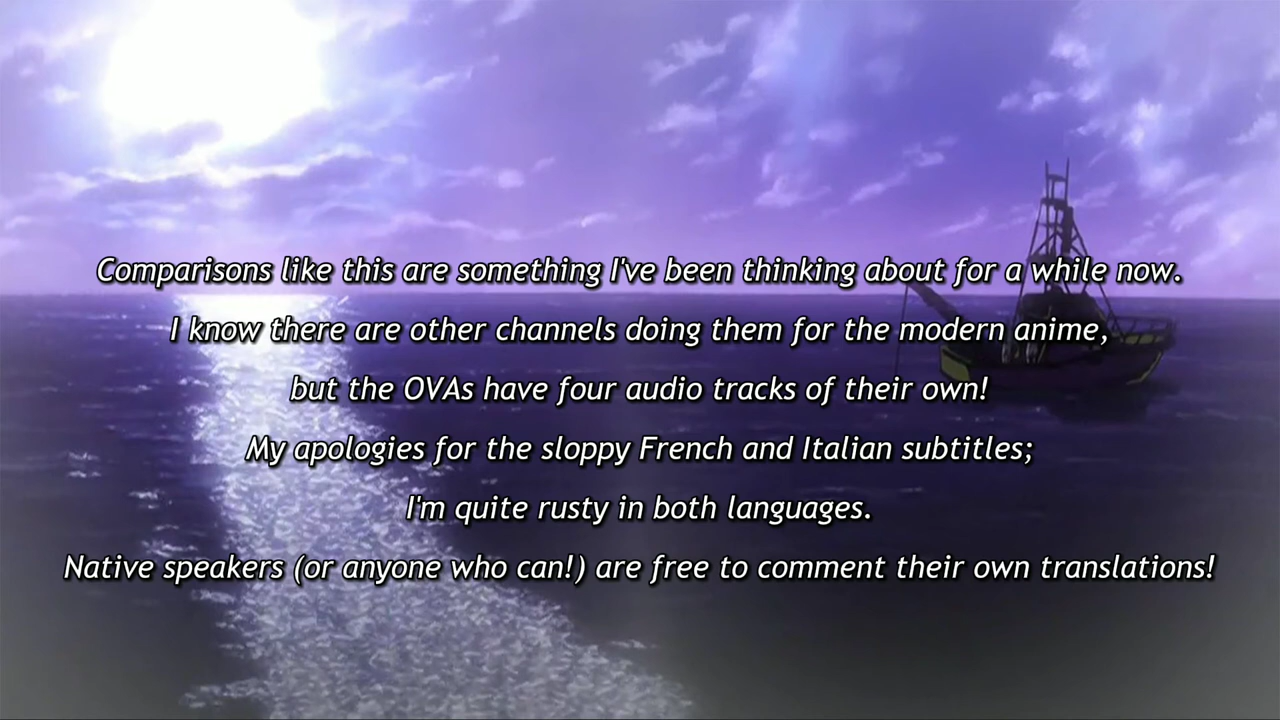 Comparisons like this are something I've been thinking about for a while now.
I know there are other channels doing them for the modern anime,
but the OVAs have four audio tracks of their own!
My apologies for the sloppy French and Italian subtitles;
I'm quite rusty in both languages.
Native speakers (or anyone who can!) are free to comment their own translations!